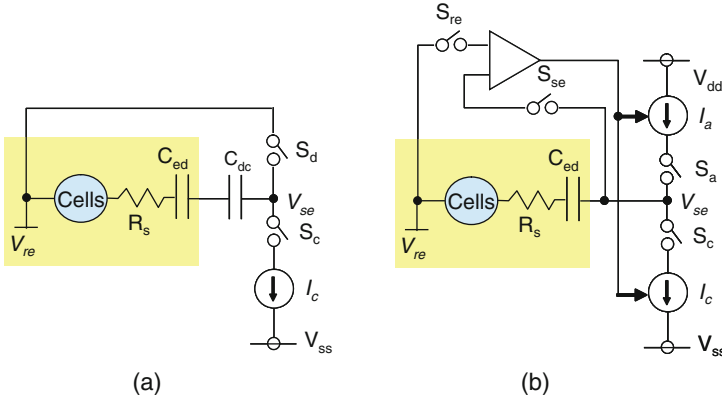 S_d
C_ed
C_dc
Cells
R_s
V_se
V_re
S_c
I_c
V_ss
(a)
S_re
S_se
V_dd
I_a
S_a
C_ed
Cells
R_s
V_se
V_re
S_c
I_c
V_ss
(b)